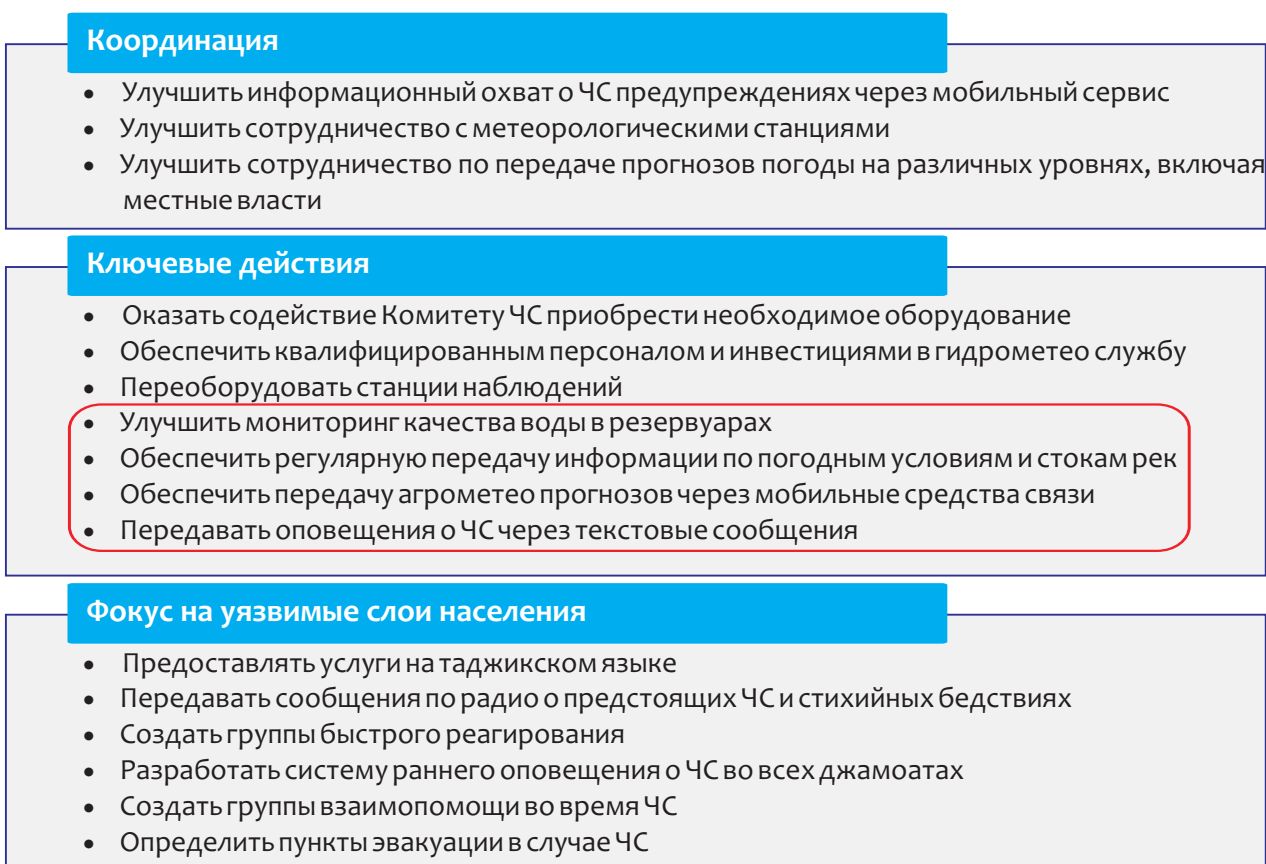 Координация
• Улучшить информационный охват о ЧС предупреждениях через мобильный сервис
• Улучшить сотрудничество с метеорологическими станциями
• Улучшить сотрудничество по передаче прогнозов погоды на различных уровнях, включая
местные власти
Ключевые действия
• Оказать содействие Комитету ЧС приобрести необходимое оборудование
• Обеспечить квалифицированным персоналом и инвестициями в гидрометео службу
• Переоборудовать станции наблюдений
• Улучшить мониторинг качества воды в резервуарах
• Обеспечить регулярную передачу информации по погодным условиям и стокам рек
• Обеспечить передачу агрометео прогнозов через мобильные средства связи
• Передавать оповещения о ЧС через текстовые сообщения
Фокус на уязвимые слои населения
• Предоставлять услуги на таджикском языке
• Передавать сообщения по радио о предстоящих ЧС и стихийных бедствиях
• Создать группы быстрого реагирования
• Разработать систему раннего оповещения о ЧС во всех джамоатах
• Создать группы взаимопомощи во время ЧС
• Определить пункты эвакуации в случае ЧС